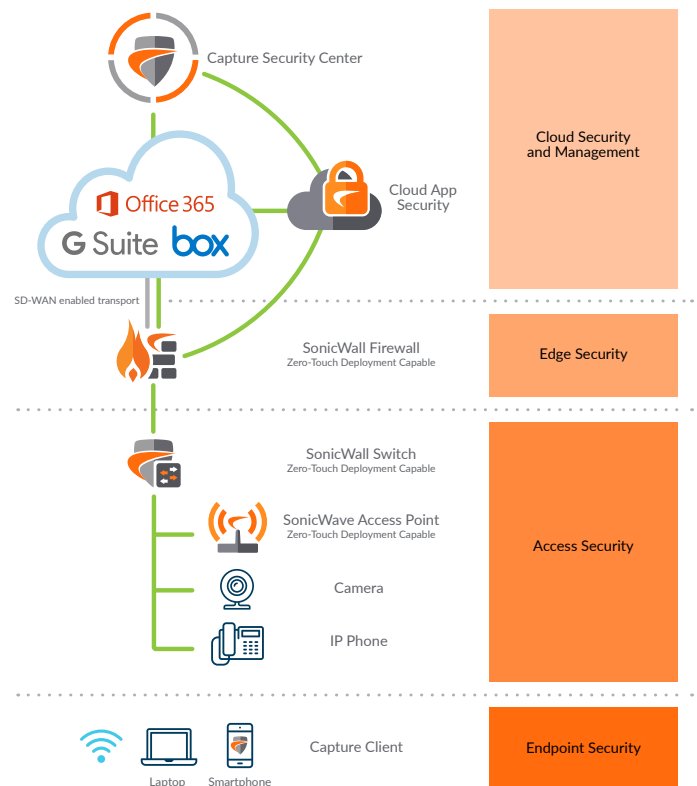 Capture Security Center
Cloud Security
and Management
Office 365
G Suite box
Cloud App
Security
SD-WAN enabled transport
SonicWall Firewall
Zero-Touch Deployment Capable
Edge Security
SonicWall Switch
Zero-Touch Deployment Capable
SonicWave Access Point
Zero-Touch Deployment Capable
Access Security
Camera
IP Phone
Capture Client
Endpoint Security
Laptop
Smartphone